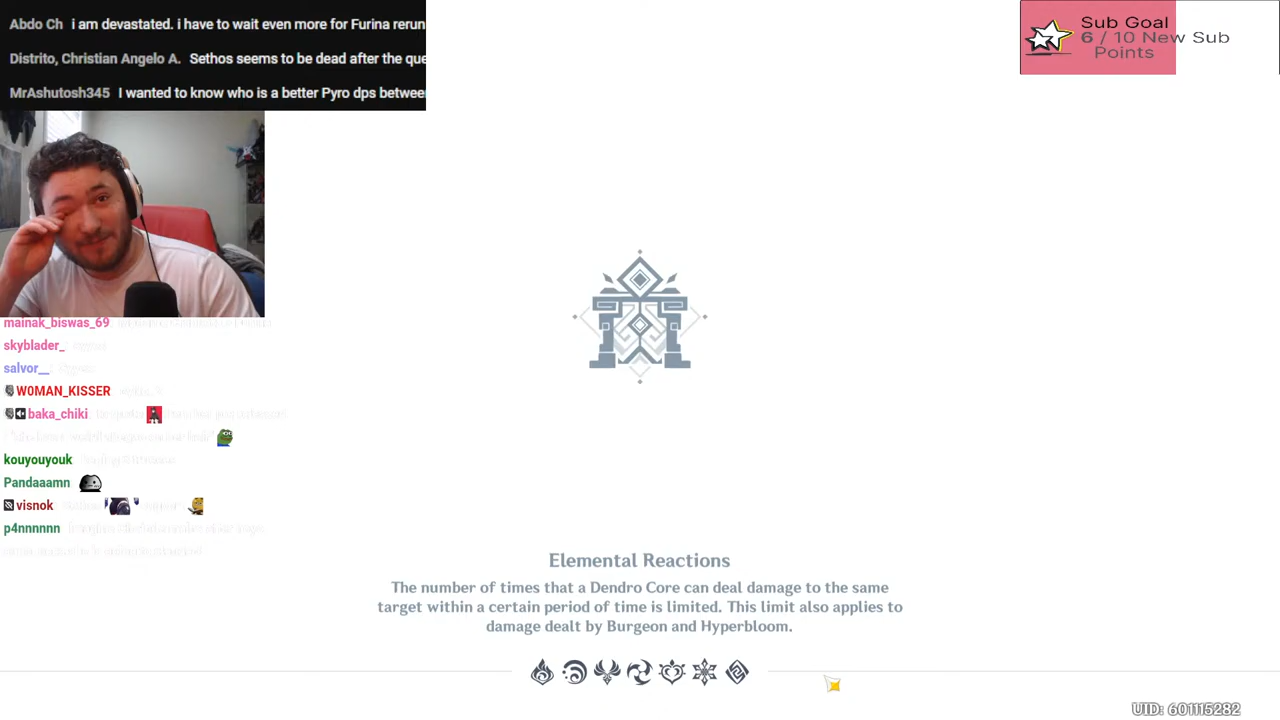 Abdo Ch i am devastated. i have to wait even more for Furina rerun
Distrito, Christian Angelo A. Sethos seems to be dead after the que
MrAshutosh345 I wanted to know who is a better Pyro dps betwee
Sub Goal
6 / 10 New Sub
Points
mainak_biswas_69
skyblader_
salvor__
W0MAN_KISSER
baka_chiki
kouyouyouk
Pandaaamn
visnok
p4nnnnnn
Elemental Reactions
The number of times that a Dendro Core can deal damage to the same
target within a certain period of time is limited. This limit also applies to
damage dealt by Burgeon and Hyperbloom.
UID: 601115282